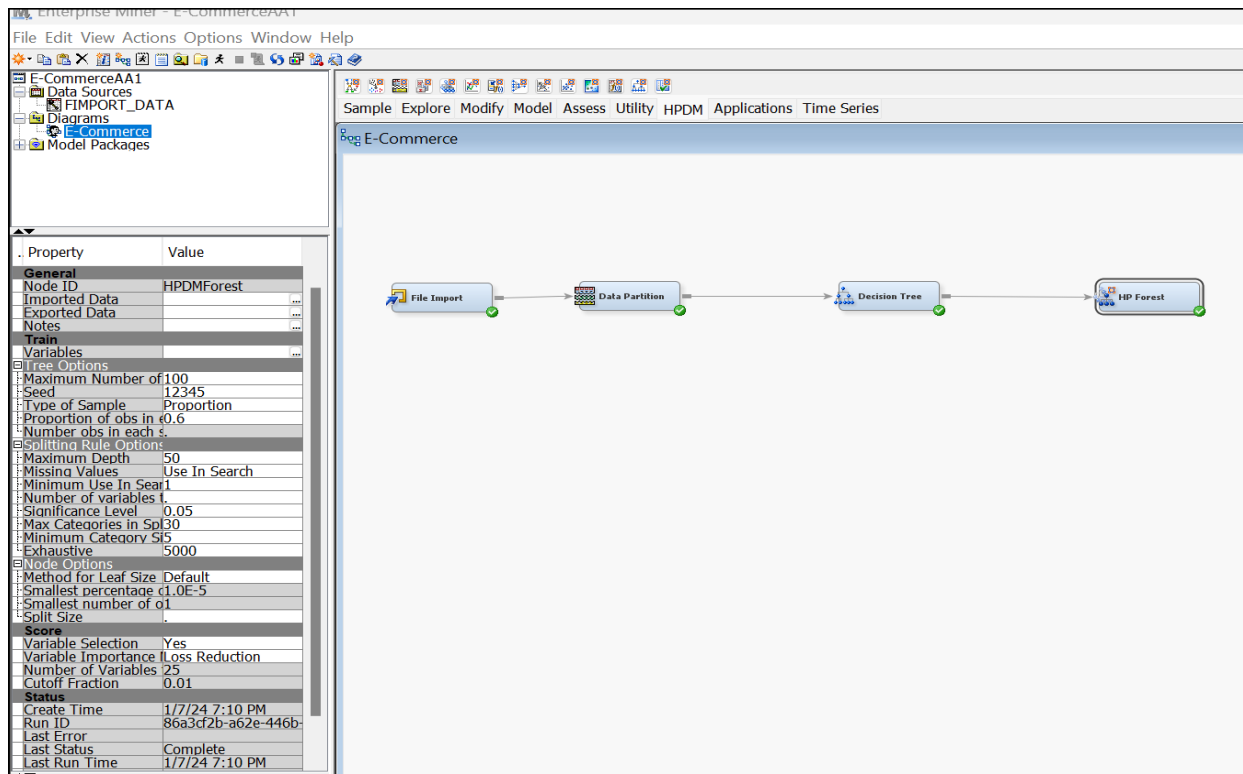 Enterprise Miner - E-CommerceAA1
File Edit View Actions Options Window Help
E-CommerceAA1
Data Sources
FIMPORT_DATA
Diagrams
E-Commerce
Model Packages
. Property Value
General
Node ID HPDMForest
Imported Data ...
Exported Data ...
Notes ...
Train
Variables ...
Tree Options
Maximum Number of 100
Seed 12345
Type of Sample Proportion
Proportion of obs in e 0.6
Number obs in each s .
Splitting Rule Options
Maximum Depth 50
Missing Values Use In Search
Minimum Use In Sear 1
Number of variables t .
Significance Level 0.05
Max Categories in Spl 30
Minimum Category Si 5
Exhaustive 5000
Node Options
Method for Leaf Size Default
Smallest percentage o 1.0E-5
Smallest number of o 1
Split Size .
Score
Variable Selection Yes
Variable Importance Loss Reduction
Number of Variables 25
Cutoff Fraction 0.01
Status
Create Time 1/7/24 7:10 PM
Run ID 86a3cf2b-a62e-446b-
Last Error
Last Status Complete
Last Run Time 1/7/24 7:10 PM
Sample Explore Modify Model Assess Utility HPDM Applications Time Series
E-Commerce
File Import
Data Partition
Decision Tree
HP Forest